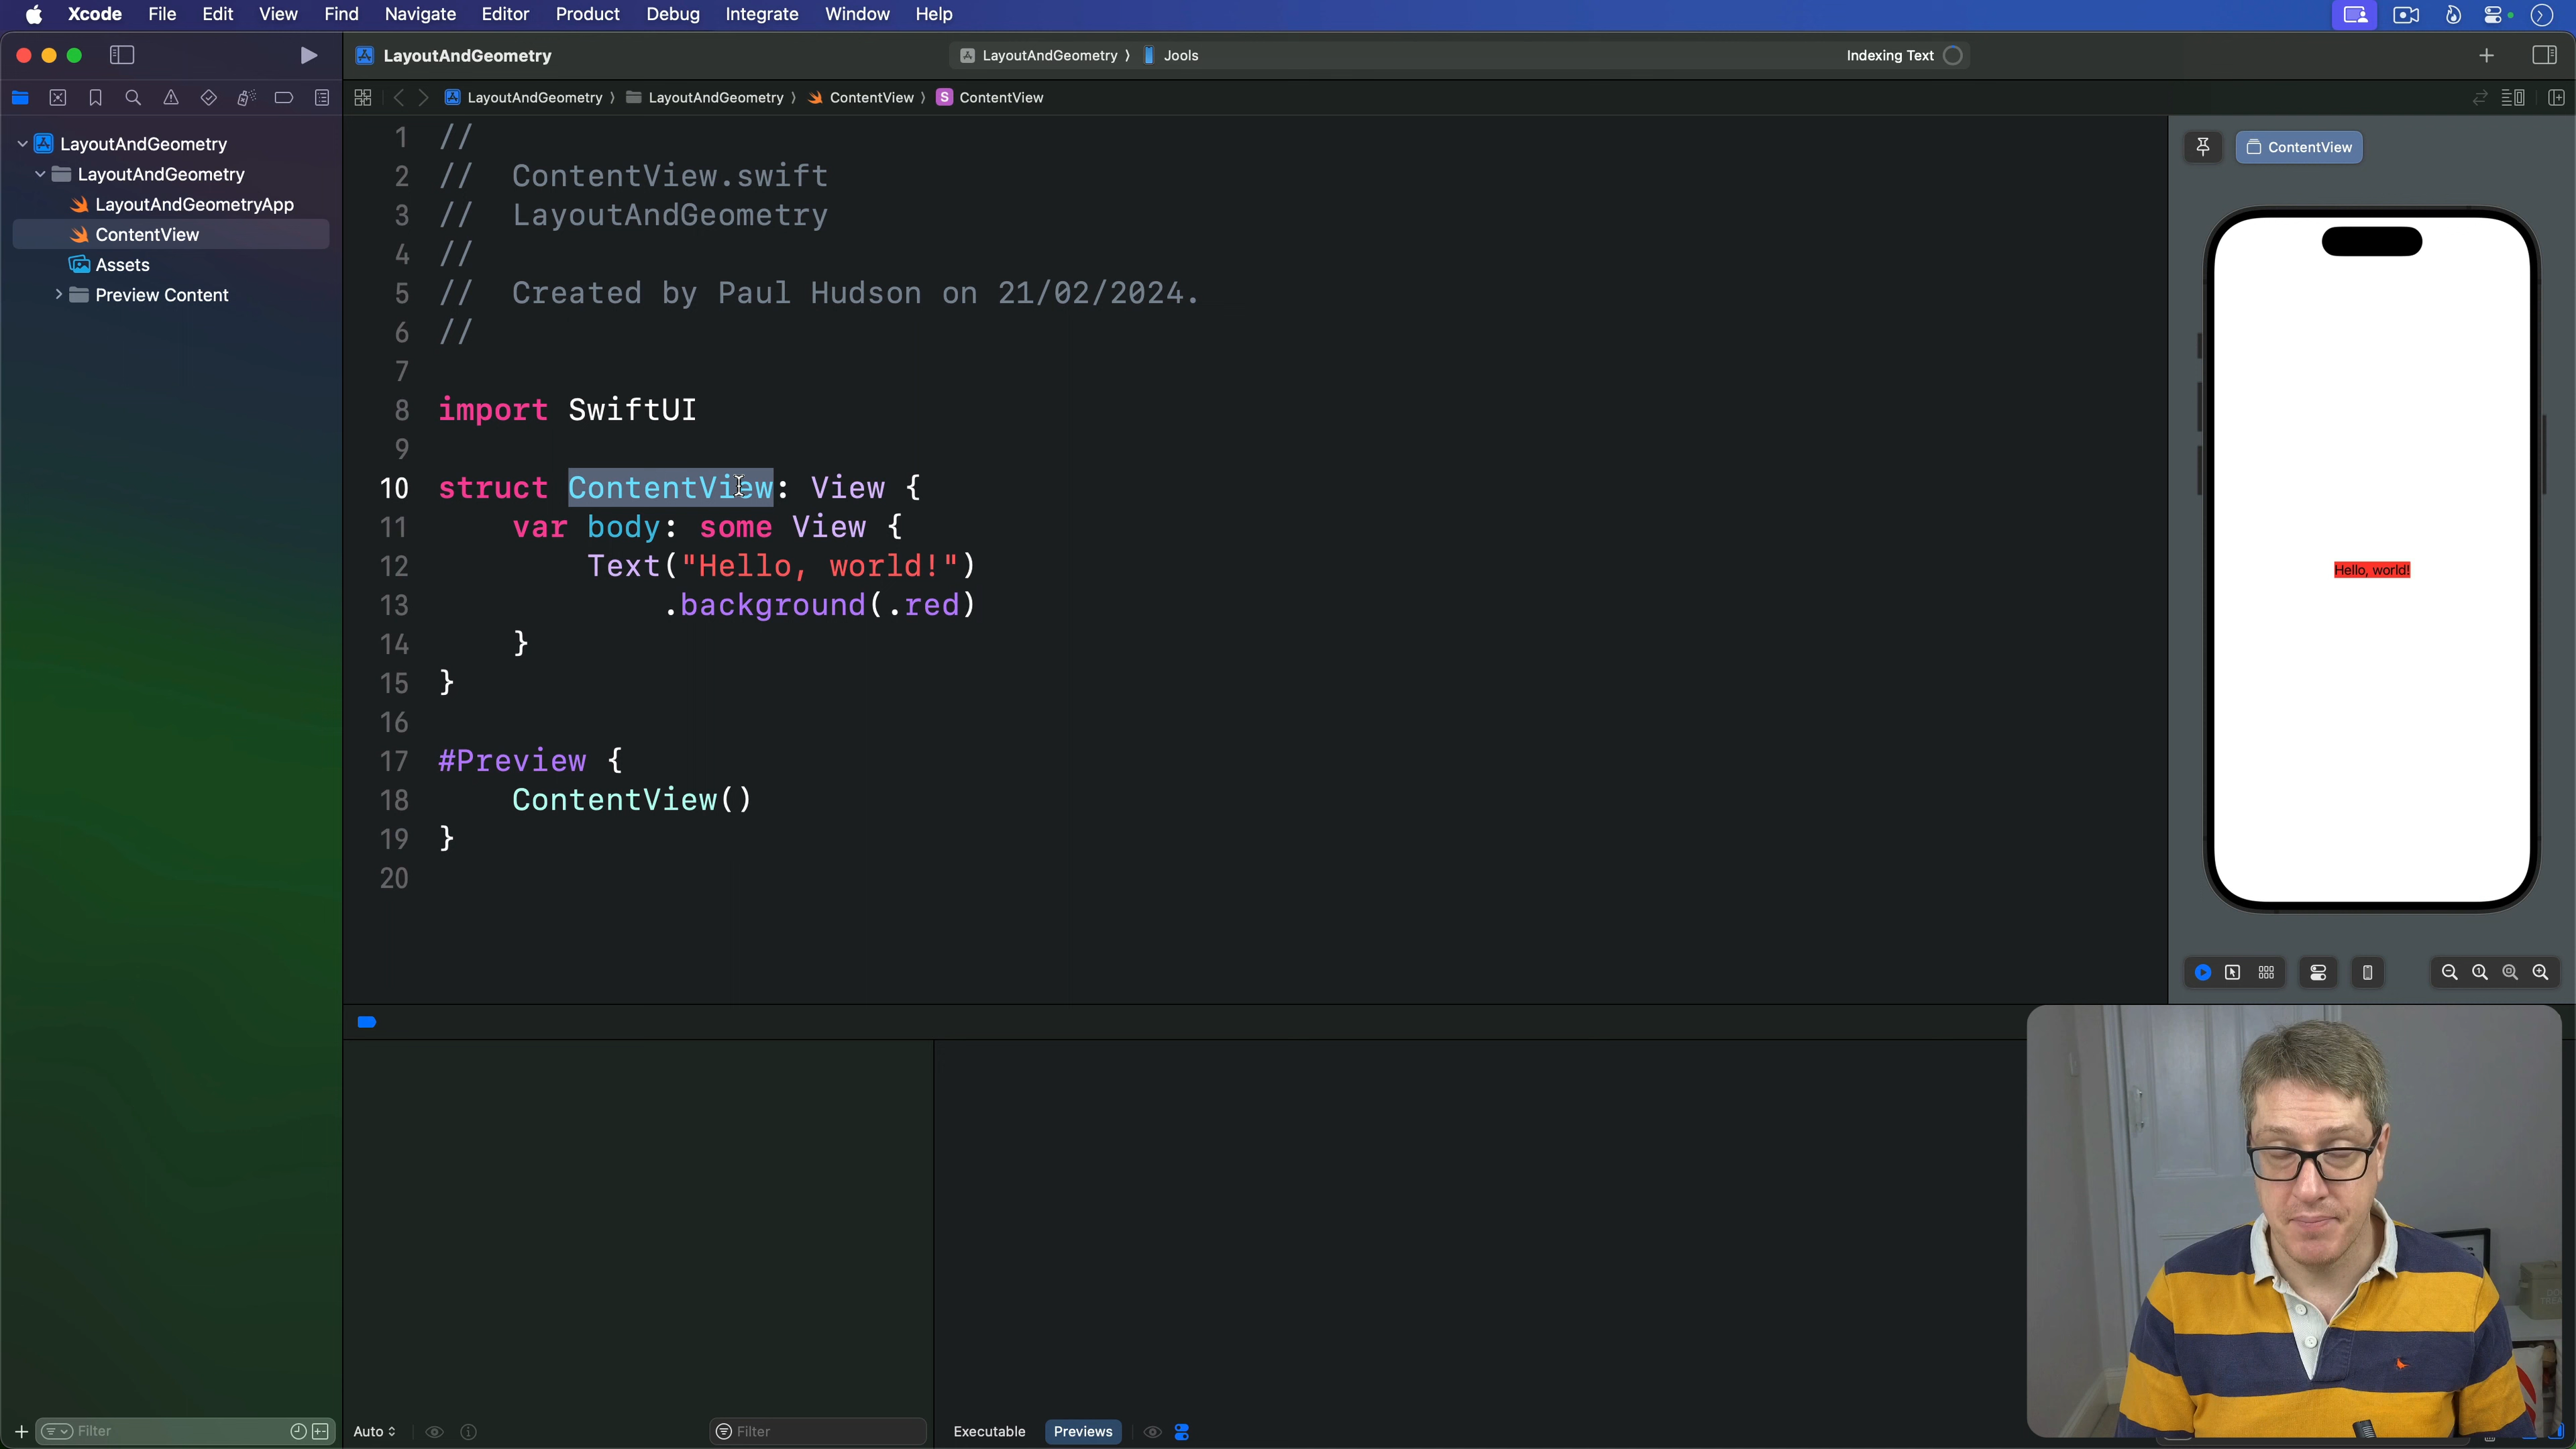 Xcode File Edit View Find Navigate Editor Product Debug Integrate Window Help
LayoutAndGeometry
LayoutAndGeometry 〉 Jools
Indexing Text
LayoutAndGeometry 〉 LayoutAndGeometry 〉 ContentView 〉 S ContentView
LayoutAndGeometry
LayoutAndGeometry
LayoutAndGeometryApp
ContentView
Assets
Preview Content
1 //
2 //  ContentView.swift
3 //  LayoutAndGeometry
4 //
5 //  Created by Paul Hudson on 21/02/2024.
6 //
7
8 import SwiftUI
9
10 struct ContentView: View {
11     var body: some View {
12         Text("Hello, world!")
13             .background(.red)
14     }
15 }
16
17 #Preview {
18     ContentView()
19 }
20
ContentView
Hello, world!
Filter
Auto
Filter
Executable Previews